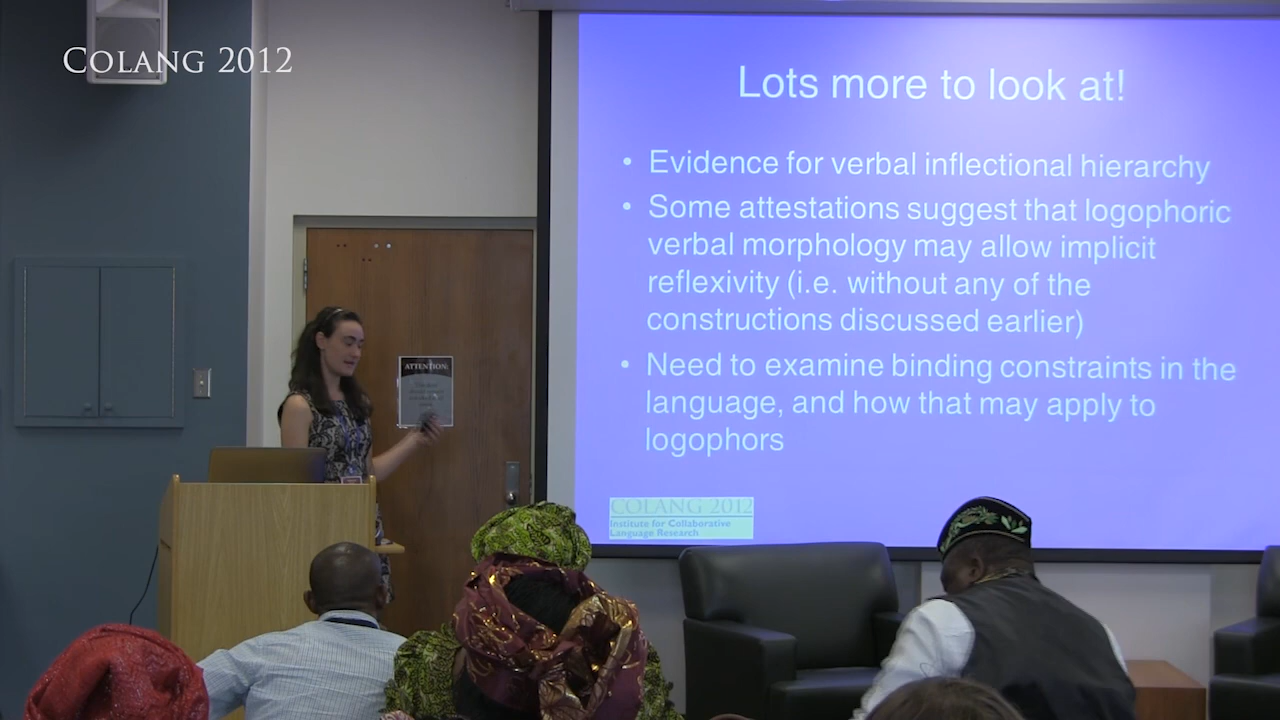 COLANG 2012
Lots more to look at!
• Evidence for verbal inflectional hierarchy
• Some attestations suggest that logophoric
verbal morphology may allow implicit
reflexivity (i.e. without any of the
constructions discussed earlier)
• Need to examine binding constraints in the
language, and how that may apply to
logophors
COLANG 2012
Institute for Collaborative
Language Research
ATTENTION: